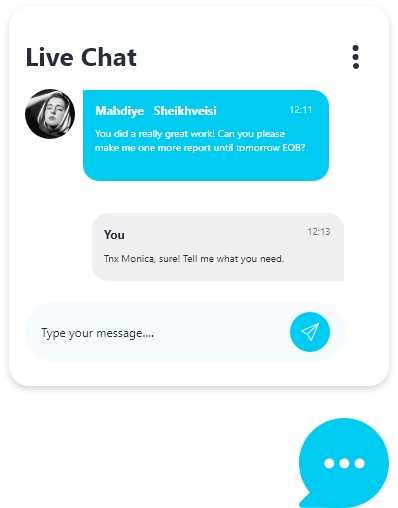 Live Chat
Mahdiye Sheikhveisi 12:11
You did a really great work! Can you please
make me one more report until tomorrow EOB?
You 12:13
Tnx Monica, sure! Tell me what you need.
Type your message....